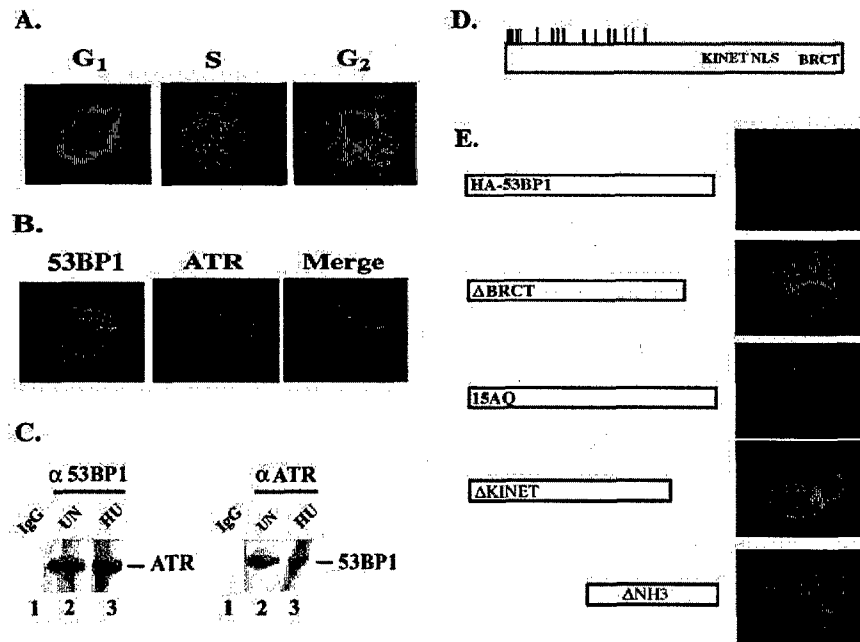 A.
G1 S G2
B.
53BP1 ATR Merge
C.
α 53BP1
IgG UN HU
— ATR
1 2 3
α ATR
IgG UN HU
— 53BP1
1 2 3
D.
KINET NLS BRCT
E.
HA-53BP1
ΔBRCT
15AQ
ΔKINET
ΔNH3